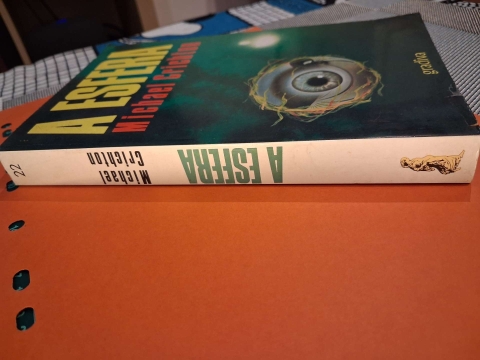 A ESFERA
Michael Crichton
gradiva
22
Michael
Crichton
A ESFERA